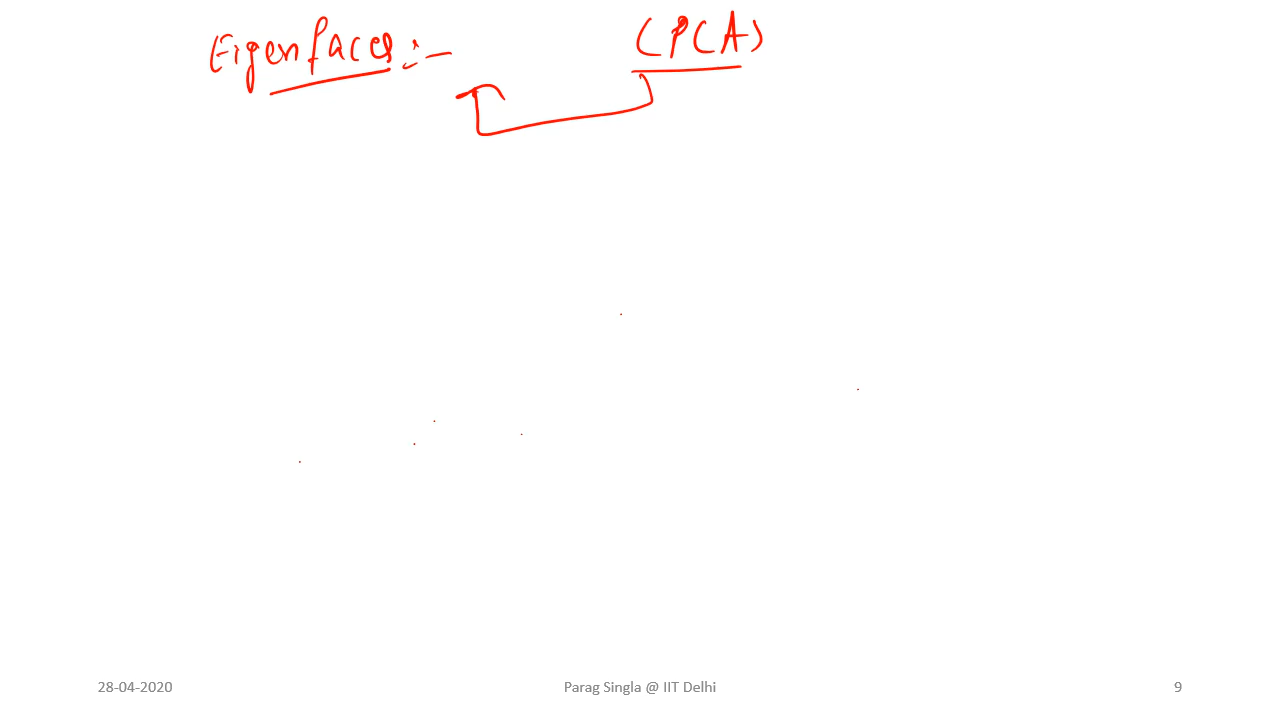 Eigenfaces :- (PCA)
28-04-2020 Parag Singla @ IIT Delhi 9